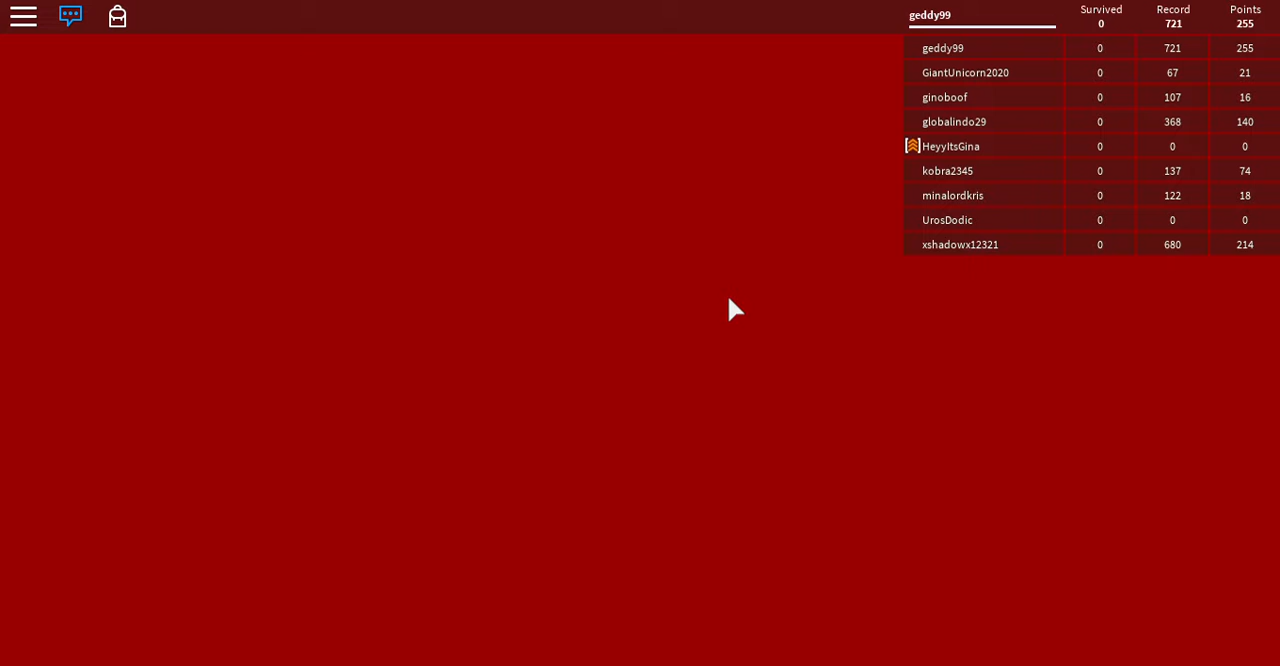 geddy99 Survived 0 Record 721 Points 255
geddy99 0 721 255
GiantUnicorn2020 0 67 21
ginoboof 0 107 16
globalindo29 0 368 140
HeyyItsGina 0 0 0
kobra2345 0 137 74
minalordkris 0 122 18
UrosDodic 0 0 0
xshadowx12321 0 680 214